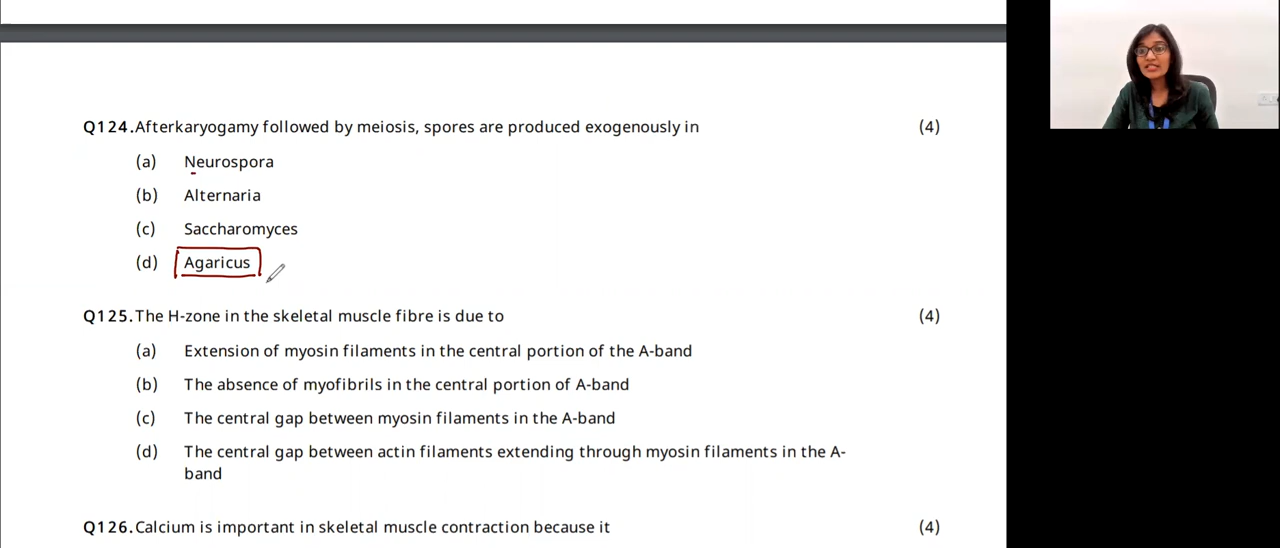 Q124.Afterkaryogamy followed by meiosis, spores are produced exogenously in (4)
(a) Neurospora
(b) Alternaria
(c) Saccharomyces
(d) Agaricus
Q125.The H-zone in the skeletal muscle fibre is due to (4)
(a) Extension of myosin filaments in the central portion of the A-band
(b) The absence of myofibrils in the central portion of A-band
(c) The central gap between myosin filaments in the A-band
(d) The central gap between actin filaments extending through myosin filaments in the A-
band
Q126.Calcium is important in skeletal muscle contraction because it (4)